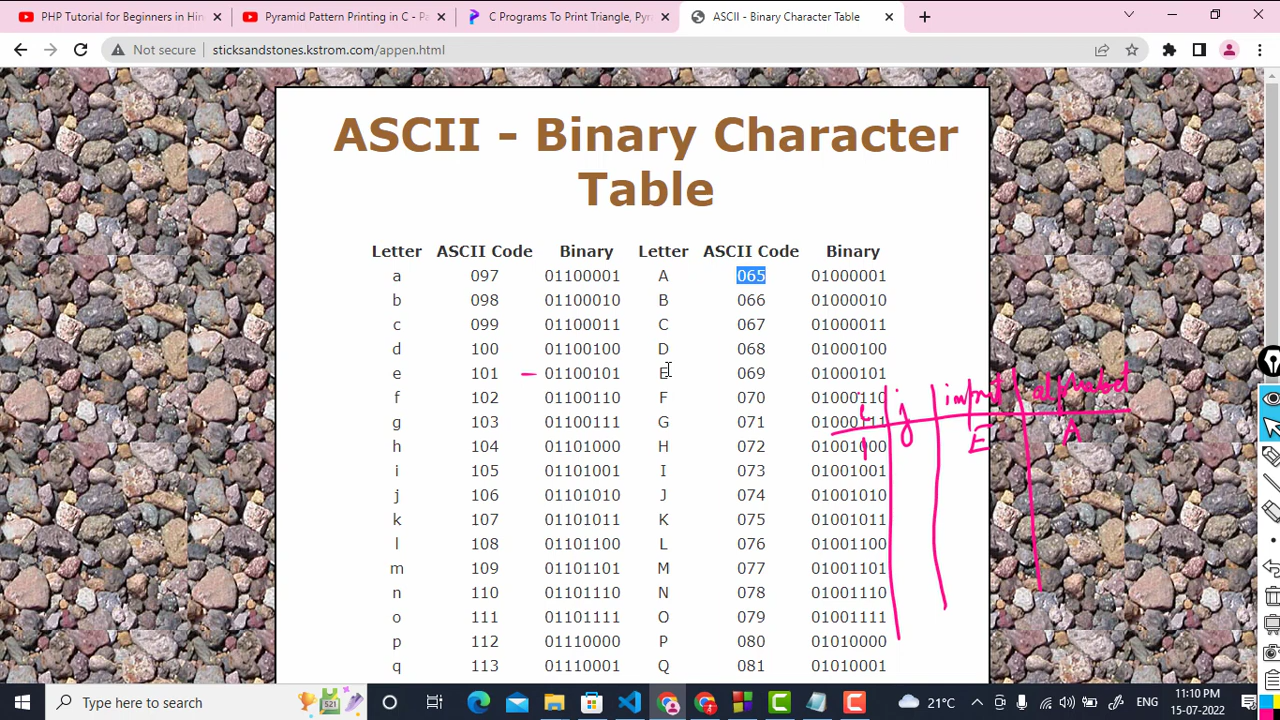 PHP Tutorial for Beginners in Hin
Pyramid Pattern Printing in C - Pa
C Programs To Print Triangle, Pyr
ASCII - Binary Character Table
Not secure
sticksandstones.kstrom.com/appen.html
ASCII - Binary Character
Table
Letter ASCII Code Binary Letter ASCII Code Binary
a 097 01100001 A 065 01000001
b 098 01100010 B 066 01000010
c 099 01100011 C 067 01000011
d 100 01100100 D 068 01000100
e 101 - 01100101 E 069 01000101
f 102 01100110 F 070 01000110
g 103 01100111 G 071 01000111
h 104 01101000 H 072 01001000
i 105 01101001 I 073 01001001
j 106 01101010 J 074 01001010
k 107 01101011 K 075 01001011
l 108 01101100 L 076 01001100
m 109 01101101 M 077 01001101
n 110 01101110 N 078 01001110
o 111 01101111 O 079 01001111
p 112 01110000 P 080 01010000
q 113 01110001 Q 081 01010001
i j input alphabet
1 E A
Type here to search
521
21°C
ENG
11:10 PM
15-07-2022